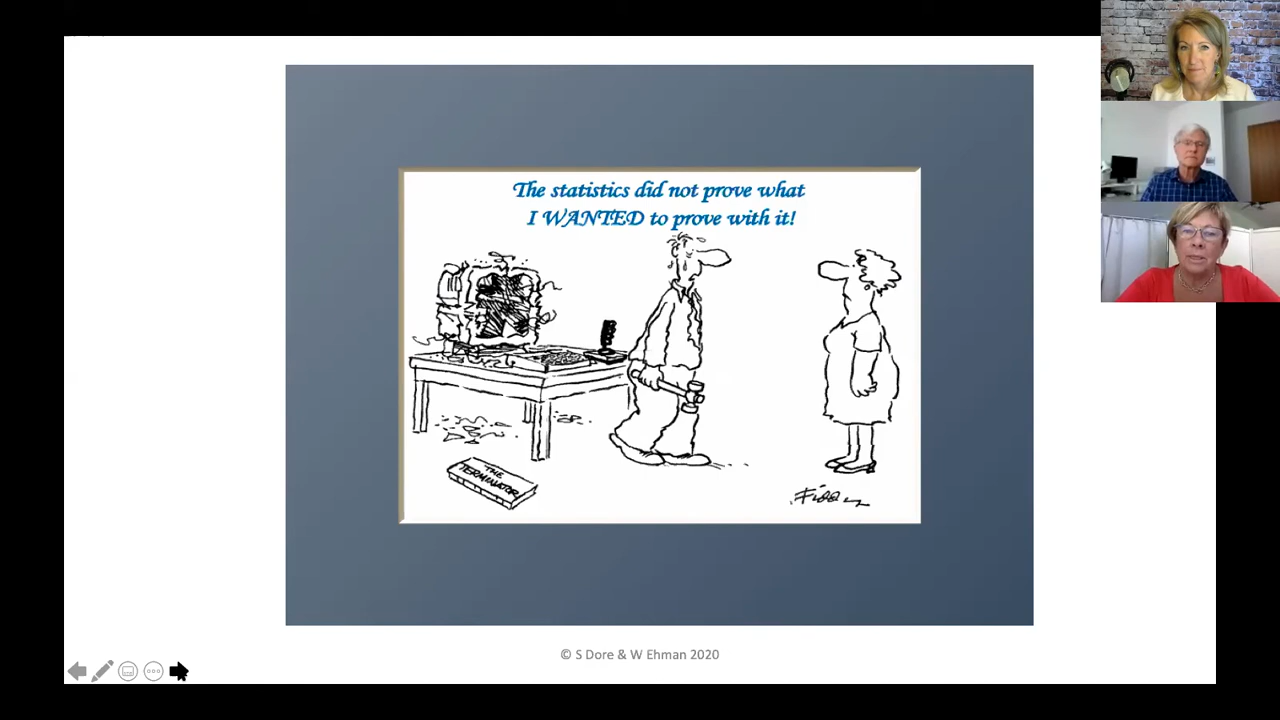 The statistics did not prove what
I WANTED to prove with it!
THE
TERMINATOR
© S Dore & W Ehman 2020